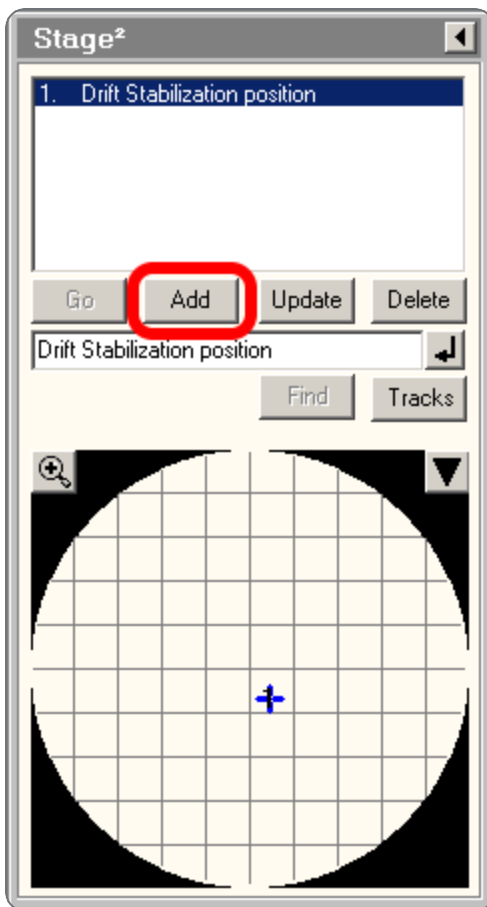 Stage²
1. Drift Stabilization position
Go Add Update Delete
Drift Stabilization position
Find Tracks